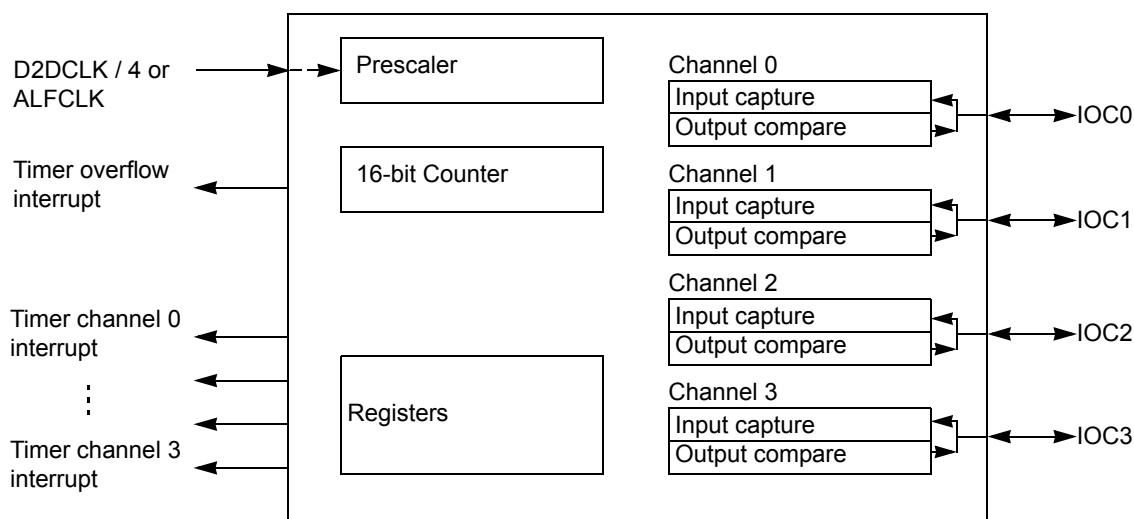 D2DCLK / 4 or
ALFCLK
Timer overflow
interrupt
Timer channel 0
interrupt
Timer channel 3
interrupt
Prescaler
16-bit Counter
Registers
Channel 0
Input capture
Output compare
Channel 1
Input capture
Output compare
Channel 2
Input capture
Output compare
Channel 3
Input capture
Output compare
IOC0
IOC1
IOC2
IOC3